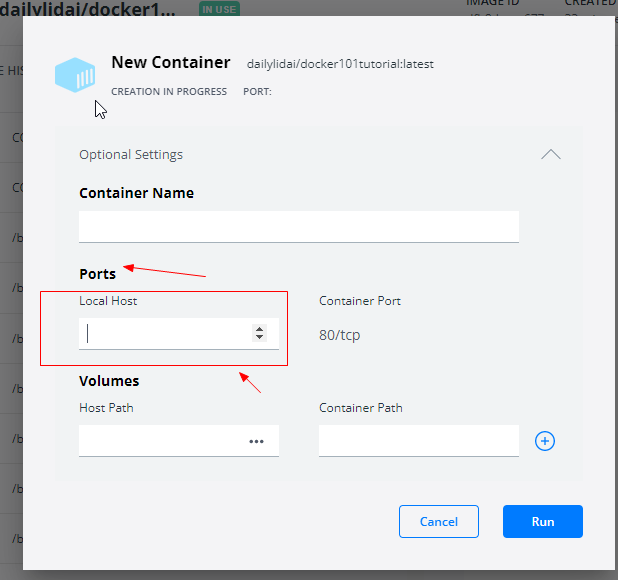 dailylidai/docker1...
IN USE
IMAGE ID
CREATED
New Container
dailylidai/docker101tutorial:latest
CREATION IN PROGRESS
PORT:
Optional Settings
Container Name
Ports
Local Host
Container Port
80/tcp
Volumes
Host Path
Container Path
Cancel
Run
E HIS
CO
CO
/b
/b
/b
/b
/b
/b
/b